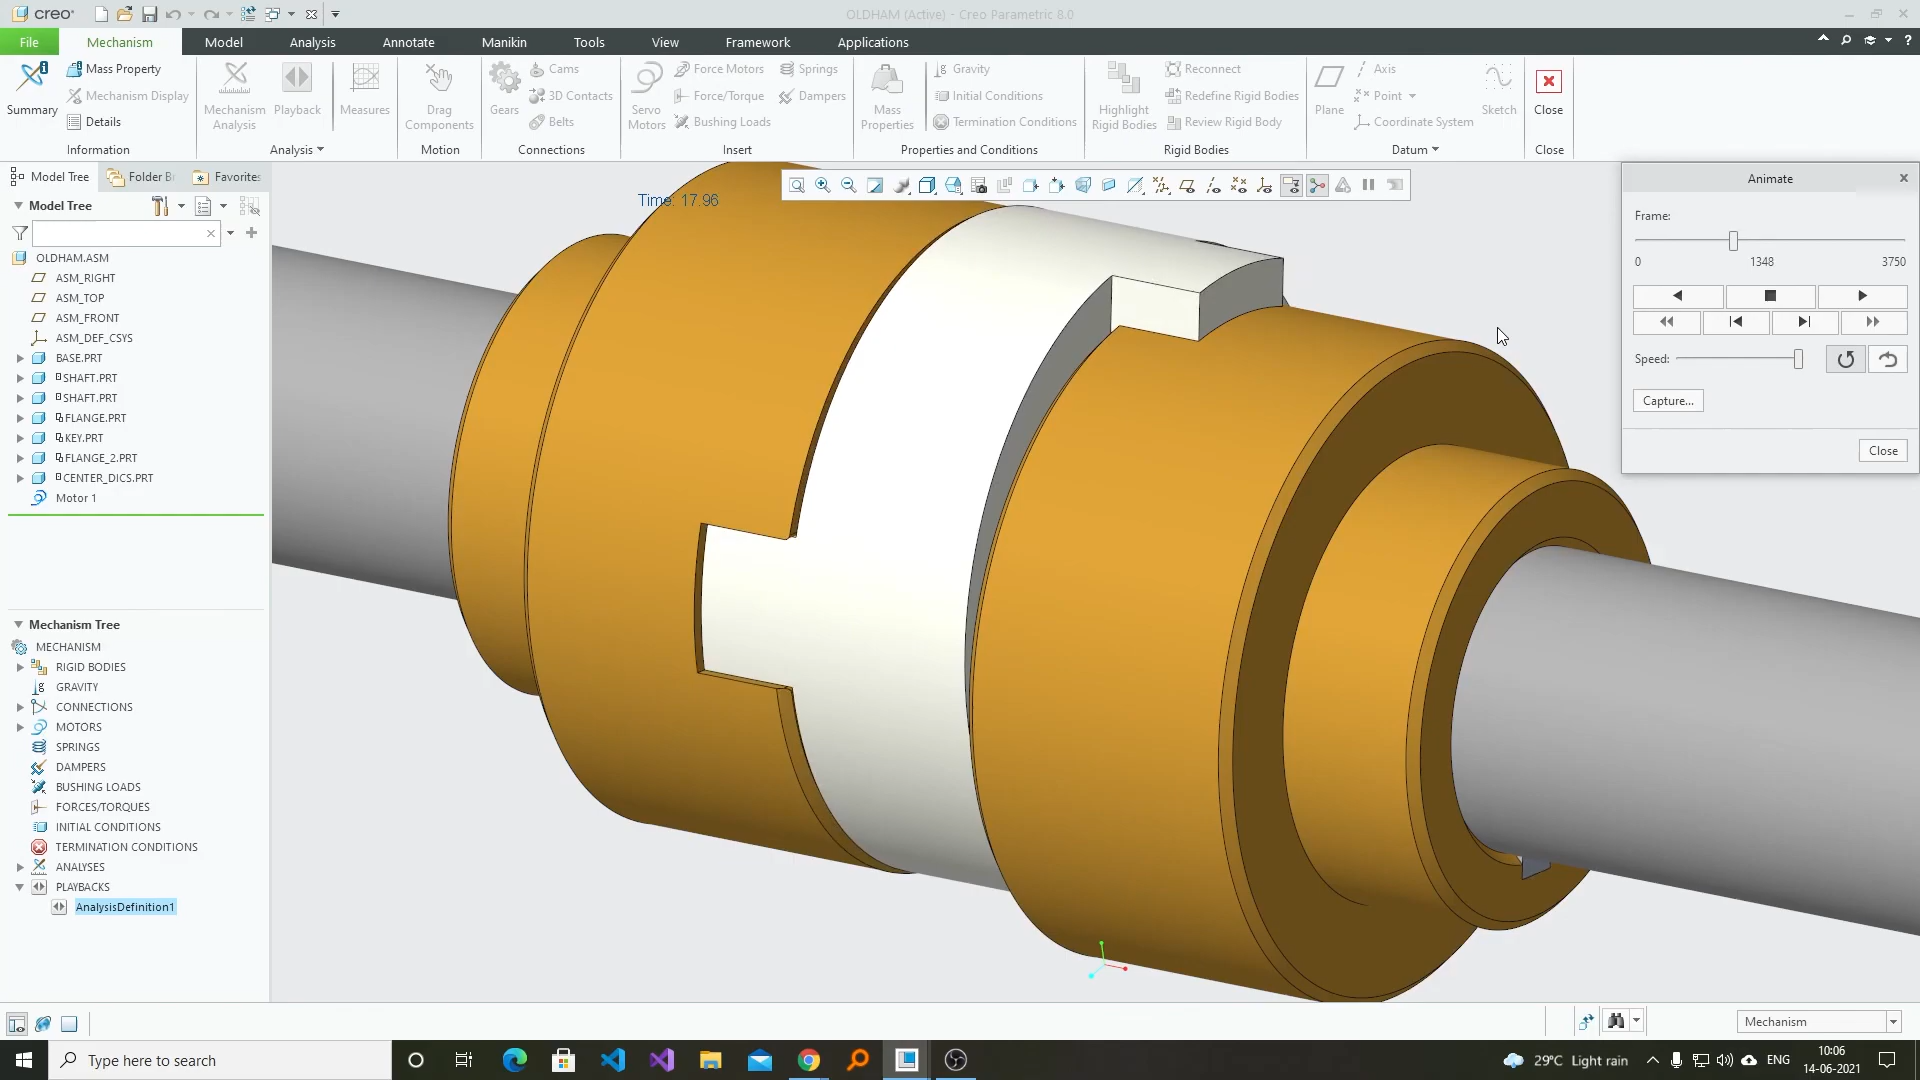 creo
OLDHAM (Active) - Creo Parametric 8.0
File
Mechanism
Model
Analysis
Annotate
Manikin
Tools
View
Framework
Applications
Summary
Mass Property
Mechanism Display
Details
Information
Mechanism Analysis
Playback
Measures
Analysis
Drag Components
Motion
Gears
Cams
3D Contacts
Belts
Connections
Servo Motors
Force Motors
Force/Torque
Bushing Loads
Springs
Dampers
Insert
Mass Properties
Gravity
Initial Conditions
Termination Conditions
Properties and Conditions
Highlight Rigid Bodies
Reconnect
Redefine Rigid Bodies
Review Rigid Body
Rigid Bodies
Plane
Axis
Point
Coordinate System
Sketch
Datum
Close
Close
Model Tree
Folder Br
Favorites
Model Tree
OLDHAM.ASM
ASM_RIGHT
ASM_TOP
ASM_FRONT
ASM_DEF_CSYS
BASE.PRT
SHAFT.PRT
SHAFT.PRT
FLANGE.PRT
KEY.PRT
FLANGE_2.PRT
CENTER_DICS.PRT
Motor 1
Mechanism Tree
MECHANISM
RIGID BODIES
GRAVITY
CONNECTIONS
MOTORS
SPRINGS
DAMPERS
BUSHING LOADS
FORCES/TORQUES
INITIAL CONDITIONS
TERMINATION CONDITIONS
ANALYSES
PLAYBACKS
AnalysisDefinition1
Time: 17.96
Animate
Frame:
0 1348 3750
Speed:
Capture...
Close
Mechanism
Type here to search
29°C Light rain
ENG
10:06
14-06-2021